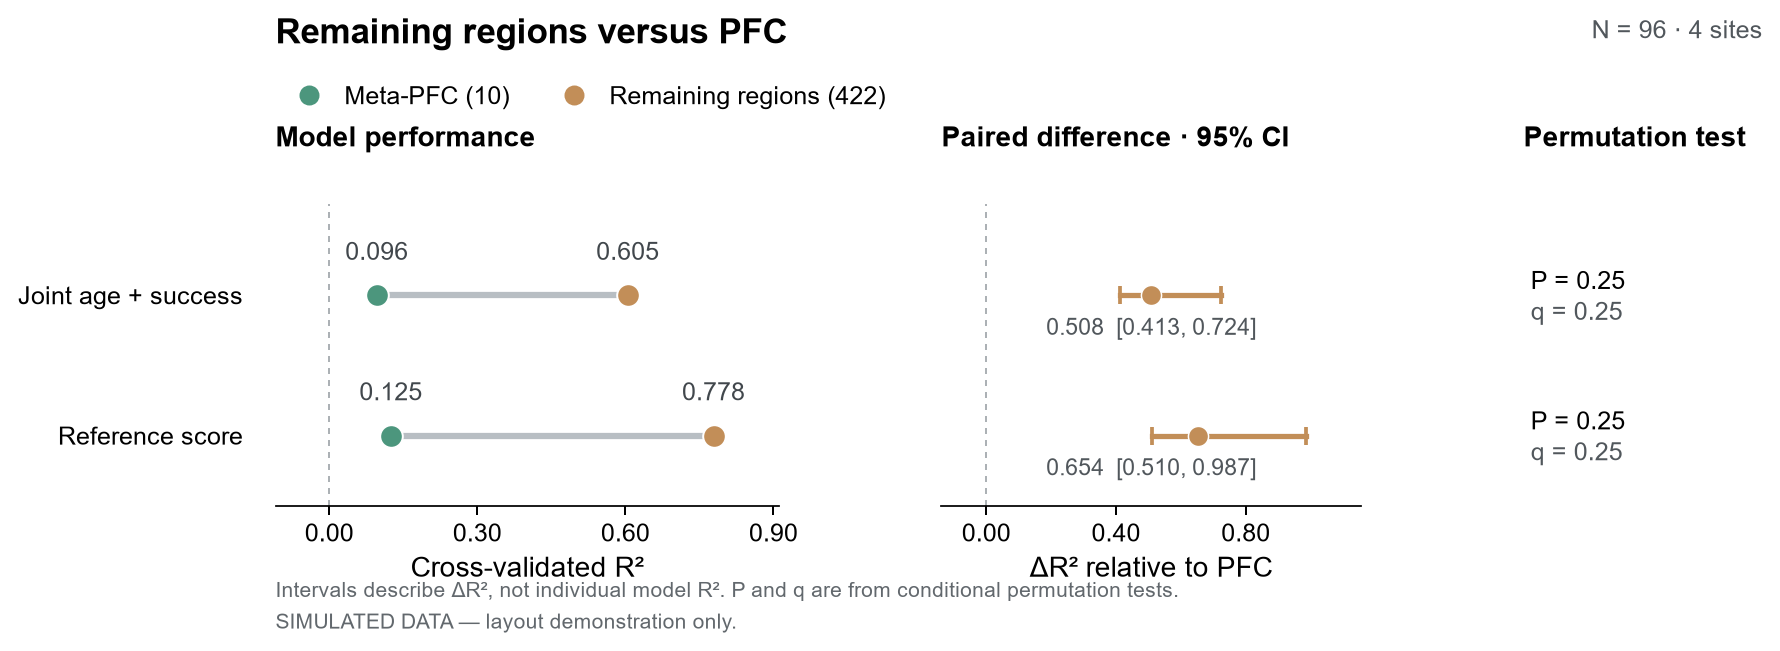 Remaining regions versus PFC
N = 96 · 4 sites
Meta-PFC (10)
Remaining regions (422)
Model performance
Paired difference · 95% CI
Permutation test
Joint age + success
0.096
0.605
0.508 [0.413, 0.724]
P = 0.25
q = 0.25
Reference score
0.125
0.778
0.654 [0.510, 0.987]
P = 0.25
q = 0.25
0.00 0.30 0.60 0.90
Cross-validated R²
0.00 0.40 0.80
ΔR² relative to PFC
Intervals describe ΔR², not individual model R². P and q are from conditional permutation tests.
SIMULATED DATA — layout demonstration only.